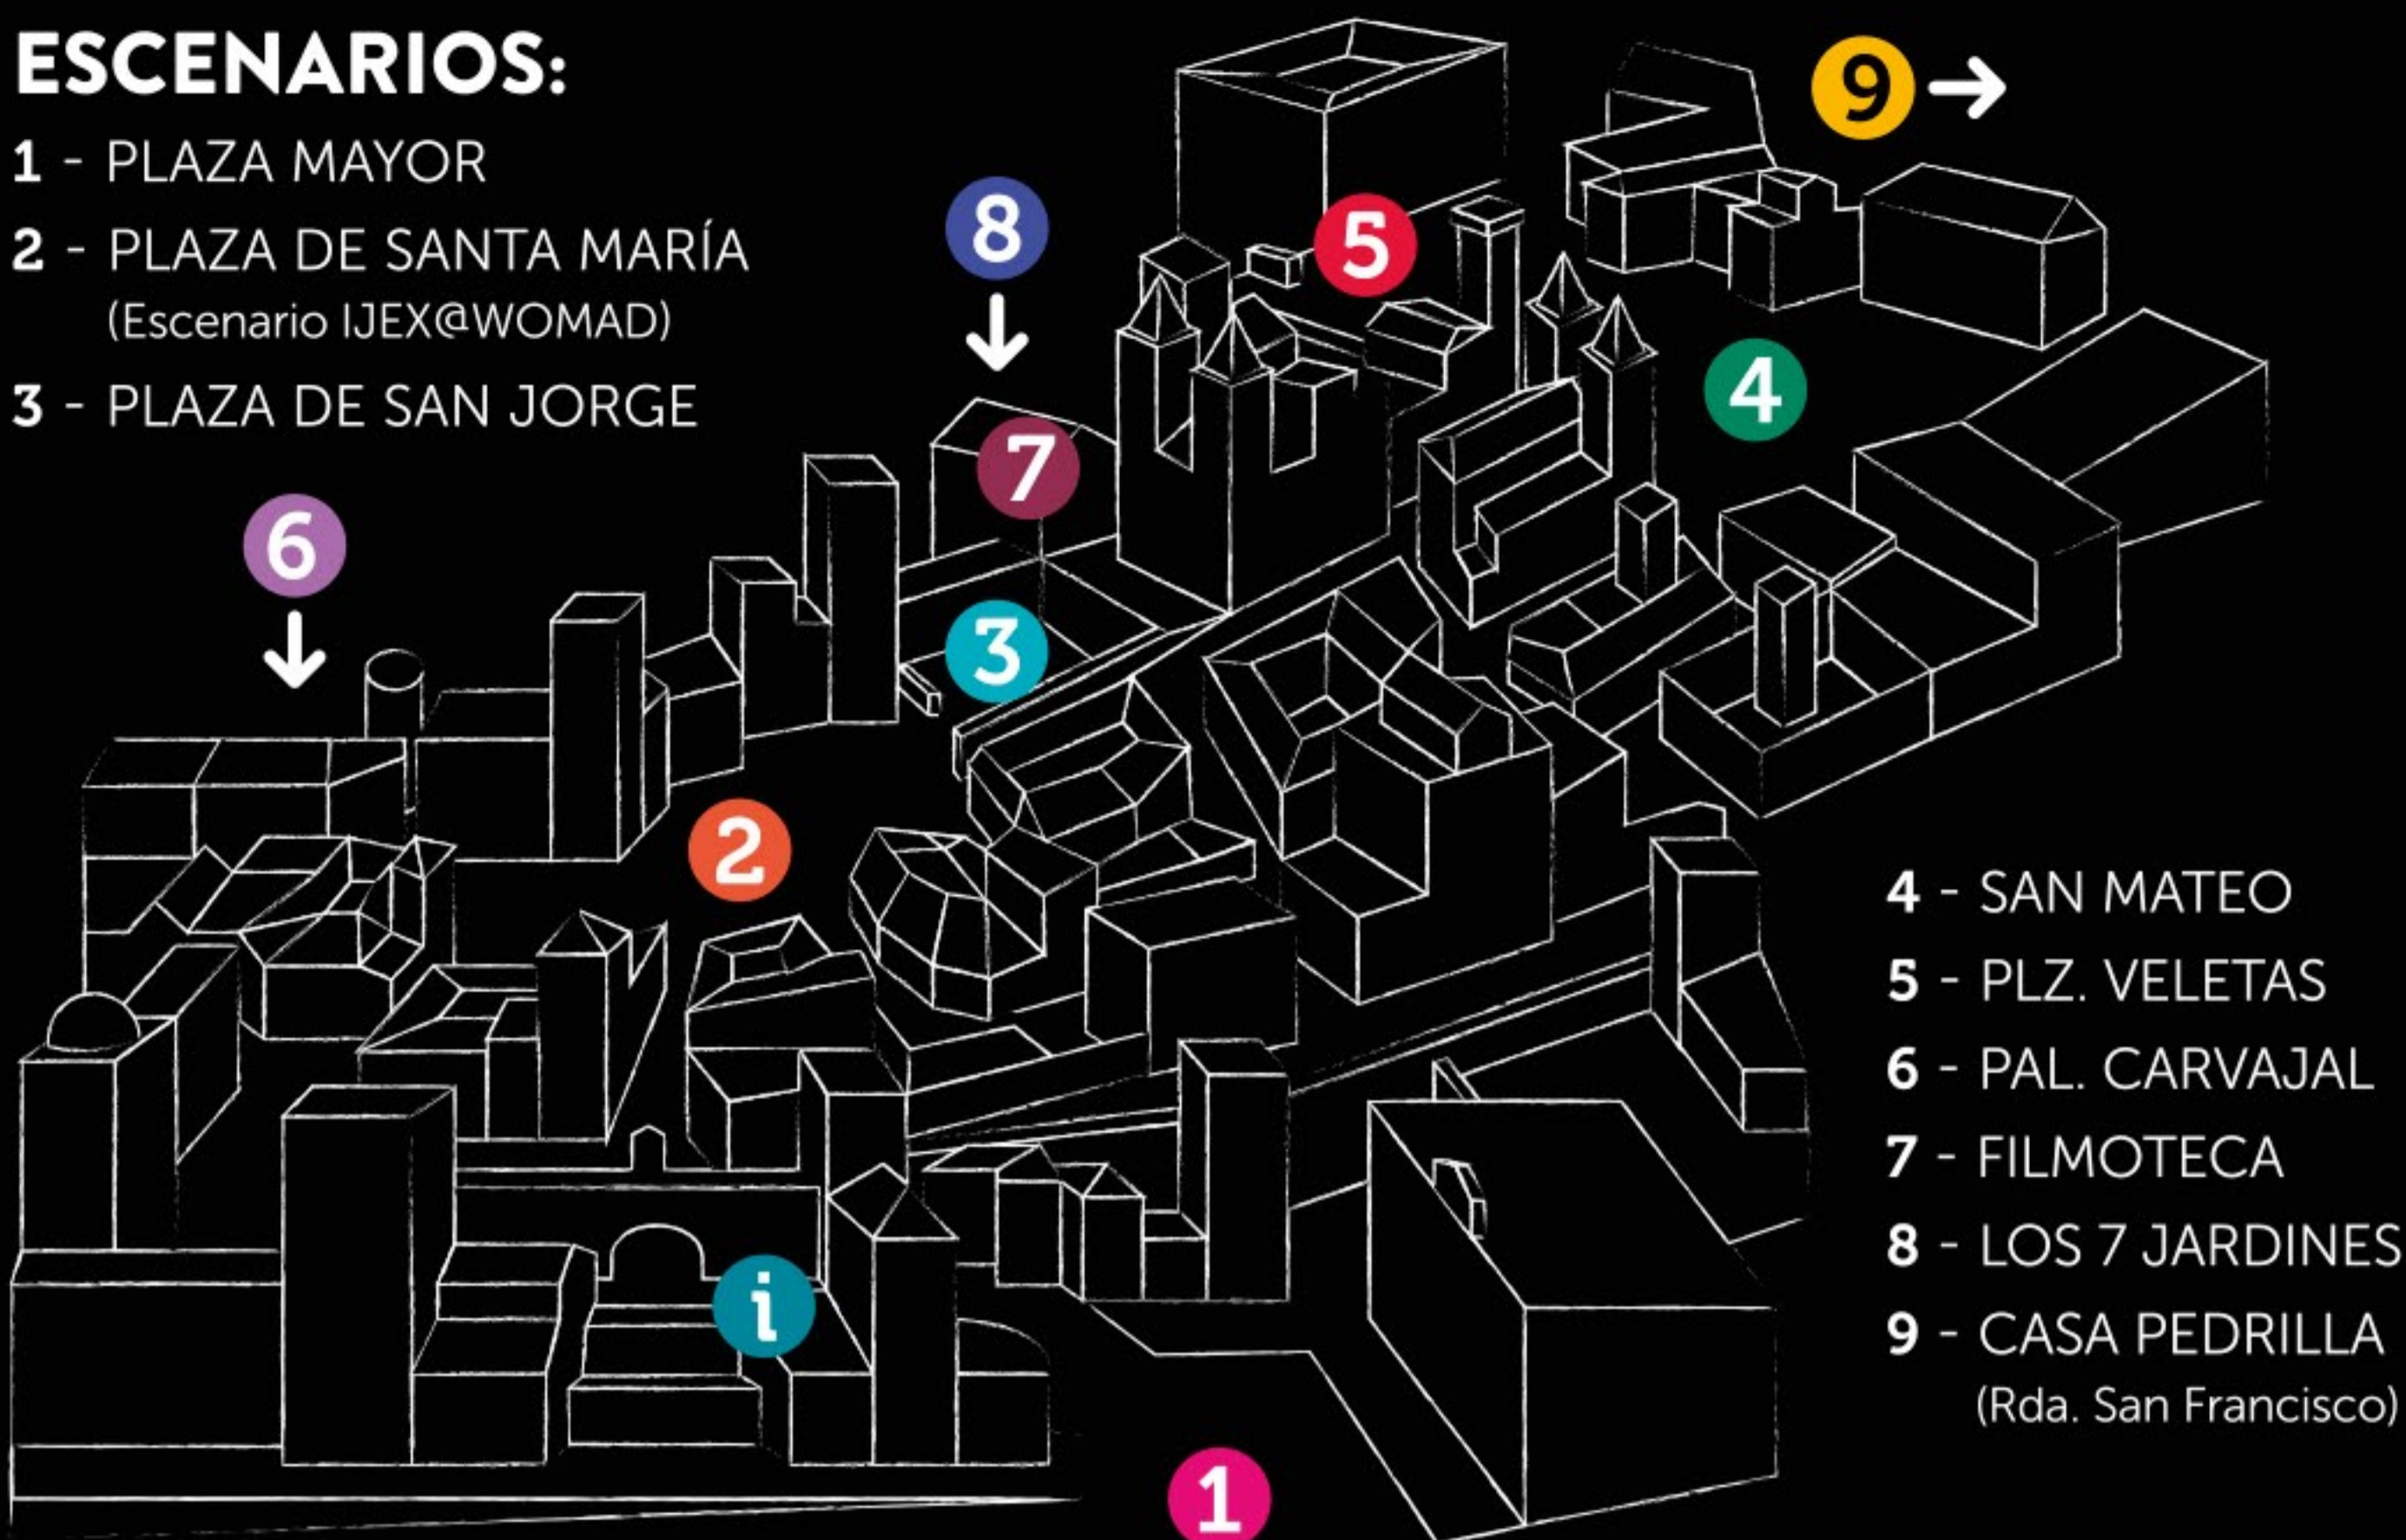 ESCENARIOS:
1 - PLAZA MAYOR
2 - PLAZA DE SANTA MARÍA
(Escenario IJEX@WOMAD)
3 - PLAZA DE SAN JORGE
9
8
5
4
7
6
3
2
4 - SAN MATEO
5 - PLZ. VELETAS
6 - PAL. CARVAJAL
7 - FILMOTECA
8 - LOS 7 JARDINES
9 - CASA PEDRILLA
(Rda. San Francisco)
i
1